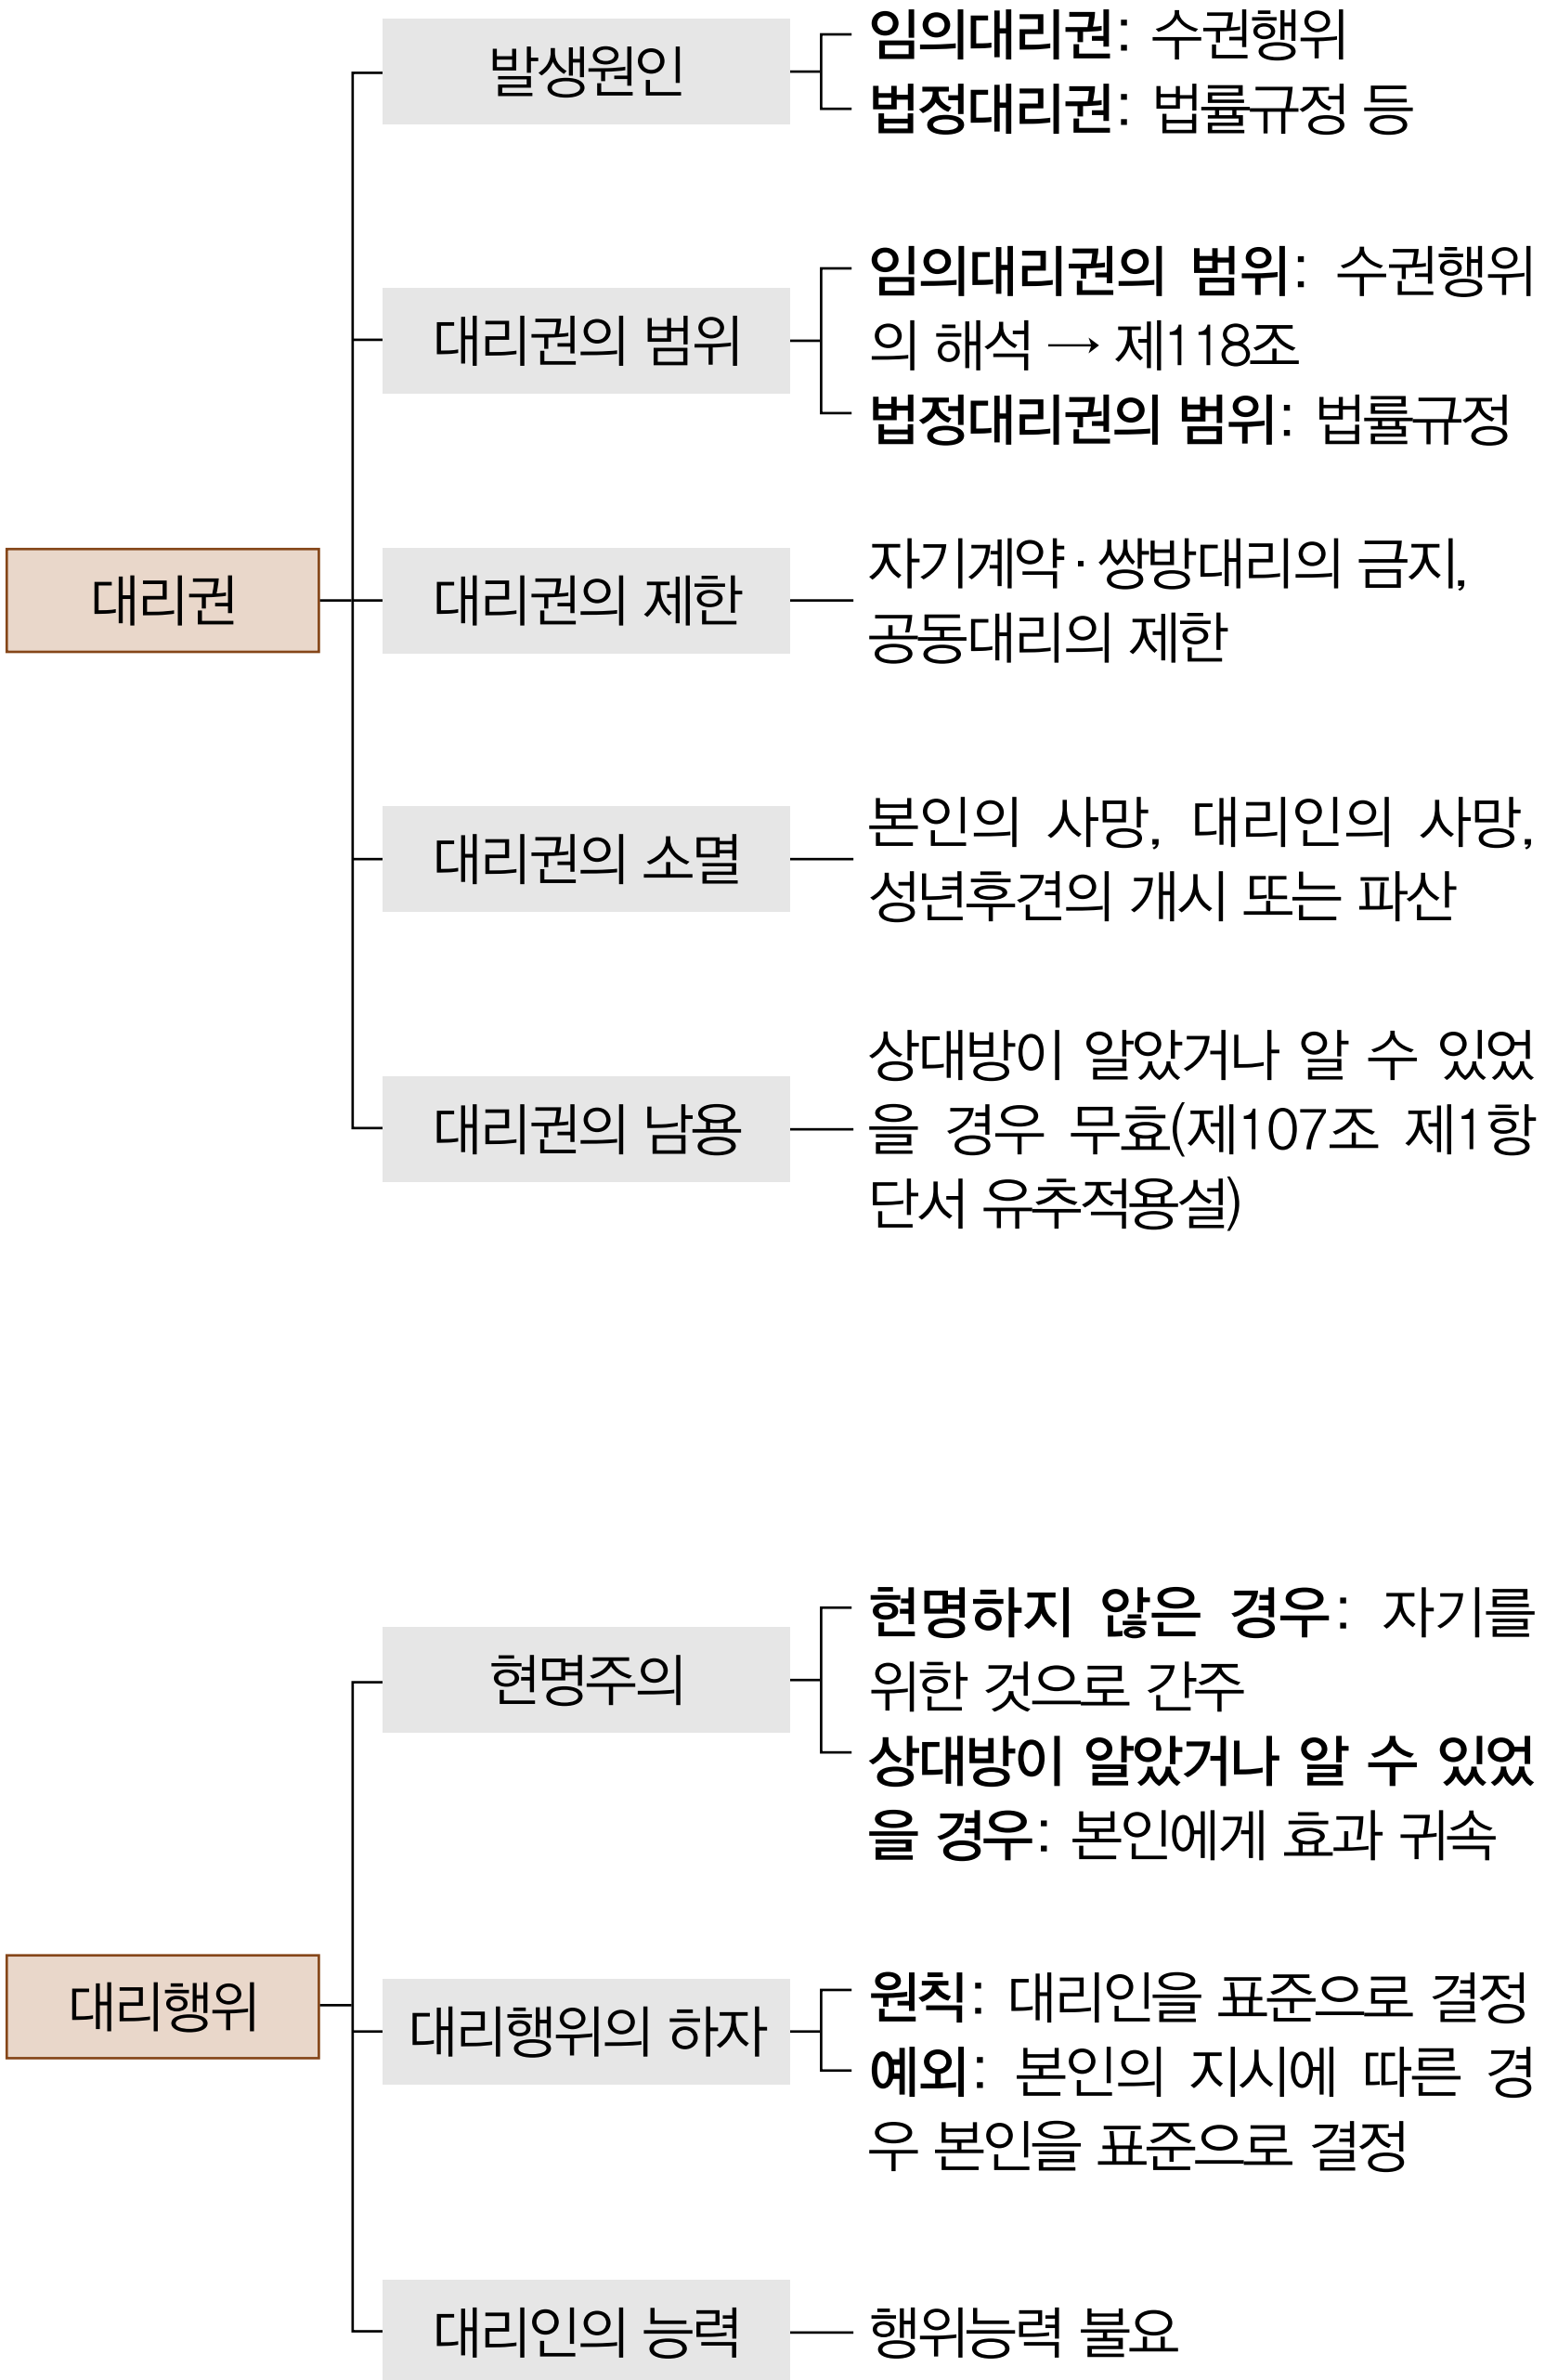 발생원인
임의대리권: 수권행위
법정대리권: 법률규정 등
대리권의 범위
임의대리권의 범위: 수권행위
의 해석 → 제118조
법정대리권의 범위: 법률규정
대리권
대리권의 제한
자기계약·쌍방대리의 금지,
공동대리의 제한
대리권의 소멸
본인의 사망, 대리인의 사망,
성년후견의 개시 또는 파산
대리권의 남용
상대방이 알았거나 알 수 있었
을 경우 무효(제107조 제1항
단서 유추적용설)
현명주의
현명하지 않은 경우: 자기를
위한 것으로 간주
상대방이 알았거나 알 수 있었
을 경우: 본인에게 효과 귀속
대리행위
대리행위의 하자
원칙: 대리인을 표준으로 결정
예외: 본인의 지시에 따른 경
우 본인을 표준으로 결정
대리인의 능력
행위능력 불요